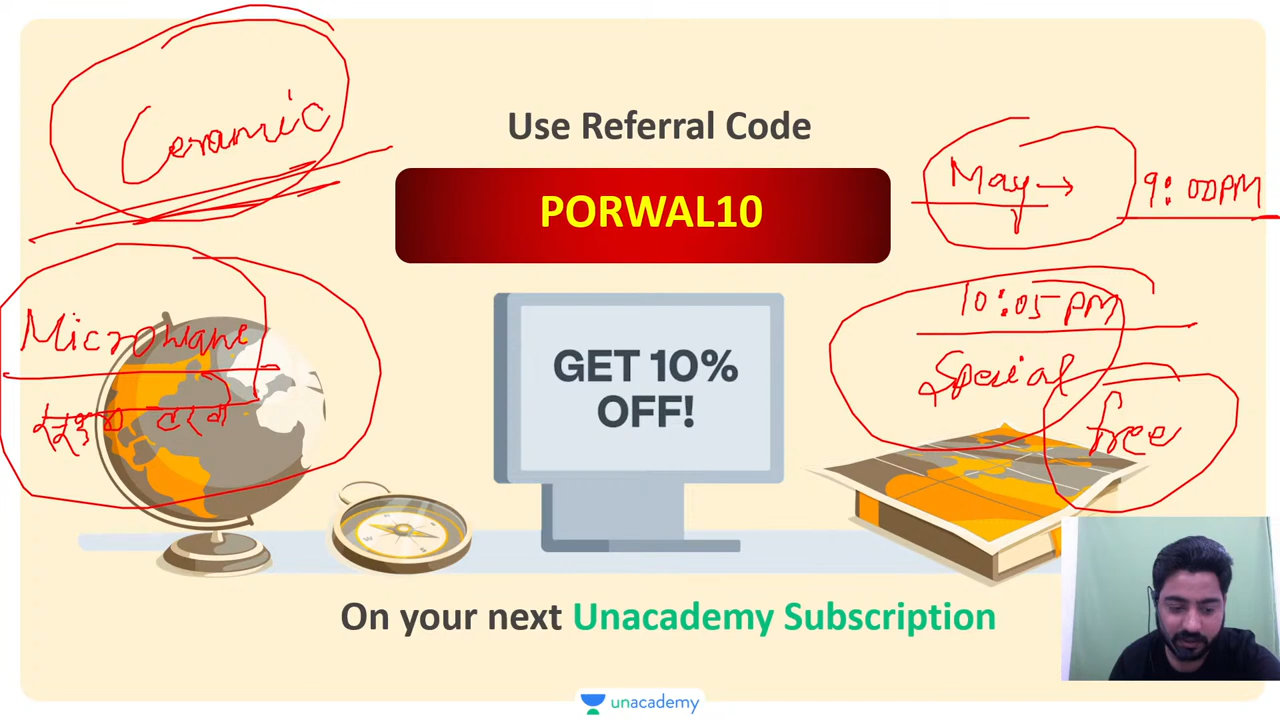 Ceramic
Use Referral Code
PORWAL10
May → 9:00PM
10:05 PM
Special
free
Microwave
तरंग
GET 10%
OFF!
On your next Unacademy Subscription
unacademy